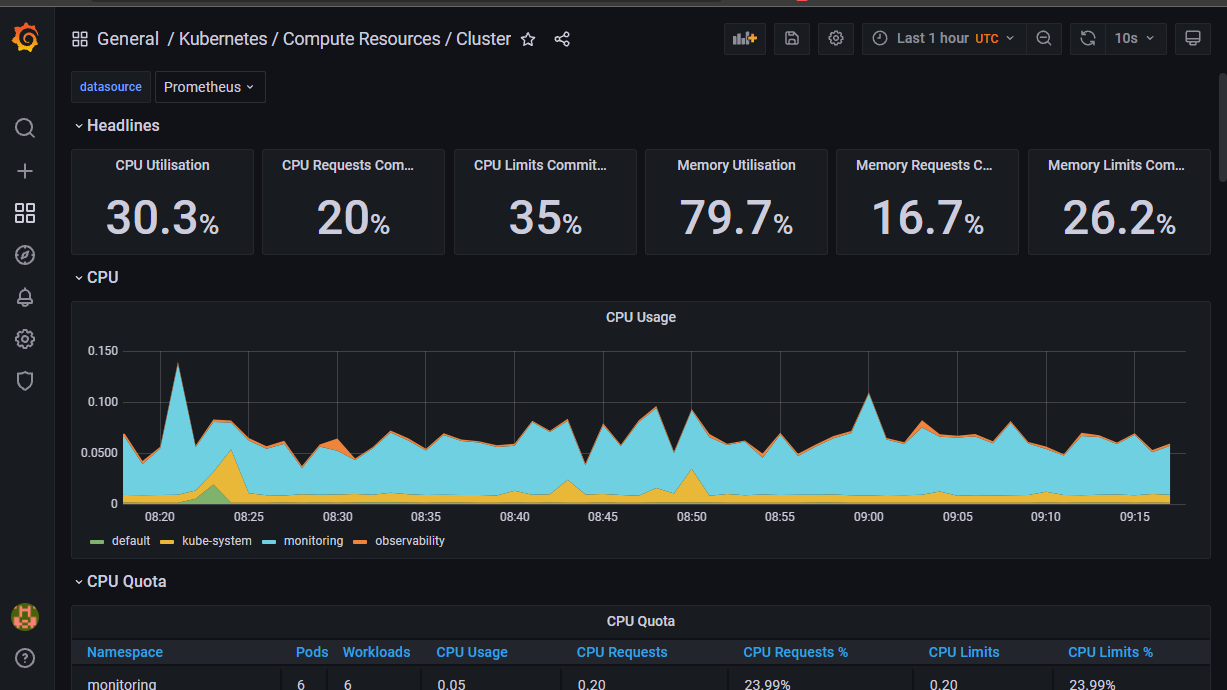 General / Kubernetes / Compute Resources / Cluster
Last 1 hour UTC
10s
datasource Prometheus
Headlines
CPU Utilisation CPU Requests Com... CPU Limits Commit... Memory Utilisation Memory Requests C... Memory Limits Com...
30.3% 20% 35% 79.7% 16.7% 26.2%
CPU
CPU Usage
0.150
0.100
0.0500
0
08:20 08:25 08:30 08:35 08:40 08:45 08:50 08:55 09:00 09:05 09:10 09:15
default kube-system monitoring observability
CPU Quota
CPU Quota
Namespace Pods Workloads CPU Usage CPU Requests CPU Requests % CPU Limits CPU Limits %
monitoring 6 6 0.05 0.20 23.99% 0.20 23.99%